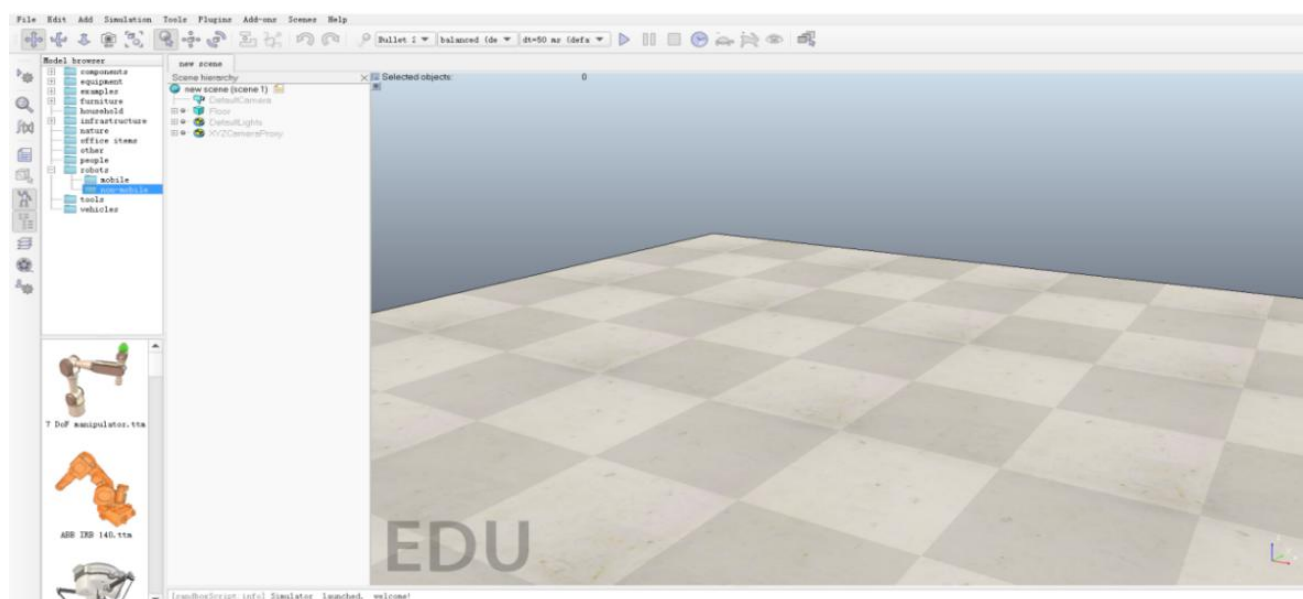 File Edit Add Simulation Tools Plugins Add-ons Scenes Help
Bullet 2 balanced (de dt=50 ms (defa
Model browser
components
equipment
examples
furniture
household
infrastructure
nature
office items
other
people
robots
mobile
non-mobile
tools
vehicles
7 DoF manipulator.ttm
ABB IRB 140.ttm
new scene
Scene hierarchy
new scene (scene 1)
DefaultCamera
Floor
DefaultLights
XYZCameraProxy
Selected objects: 0
EDU
[sandboxScript:info] Simulator launched, welcome!